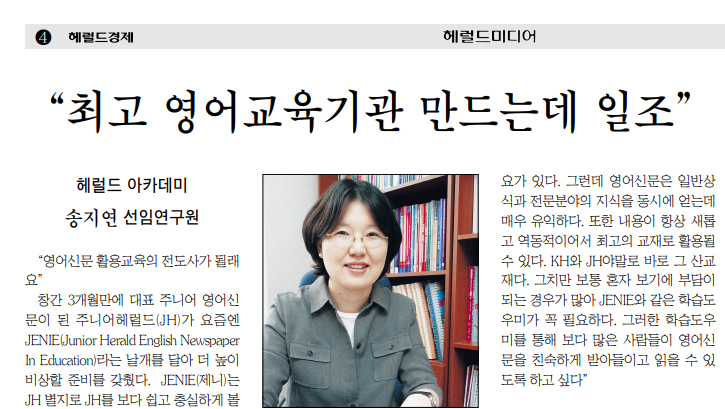 4 헤럴드경제 헤럴드미디어
“최고 영어교육기관 만드는데 일조”
헤럴드 아카데미
송지연 선임연구원
“영어신문 활용교육의 전도사가 될래
요”
창간 3개월만에 대표 주니어 영어신
문이 된 주니어헤럴드(JH)가 요즘엔
JENIE(Junior Herald English Newspaper
In Education)라는 날개를 달아 더 높이
비상할 준비를 갖췄다. JENIE(제니)는
JH 별지로 JH를 보다 쉽고 충실하게 볼
요가 있다. 그런데 영어신문은 일반상
식과 전문분야의 지식을 동시에 얻는데
매우 유익하다. 또한 내용이 항상 새롭
고 역동적이어서 최고의 교재로 활용될
수 있다. KH와 JH야말로 바로 그 산교
재다. 그치만 보통 혼자 보기에 부담이
되는 경우가 많아 JENIE와 같은 학습도
우미가 꼭 필요하다. 그러한 학습도우
미를 통해 보다 많은 사람들이 영어신
문을 친숙하게 받아들이고 읽을 수 있
도록 하고 싶다”